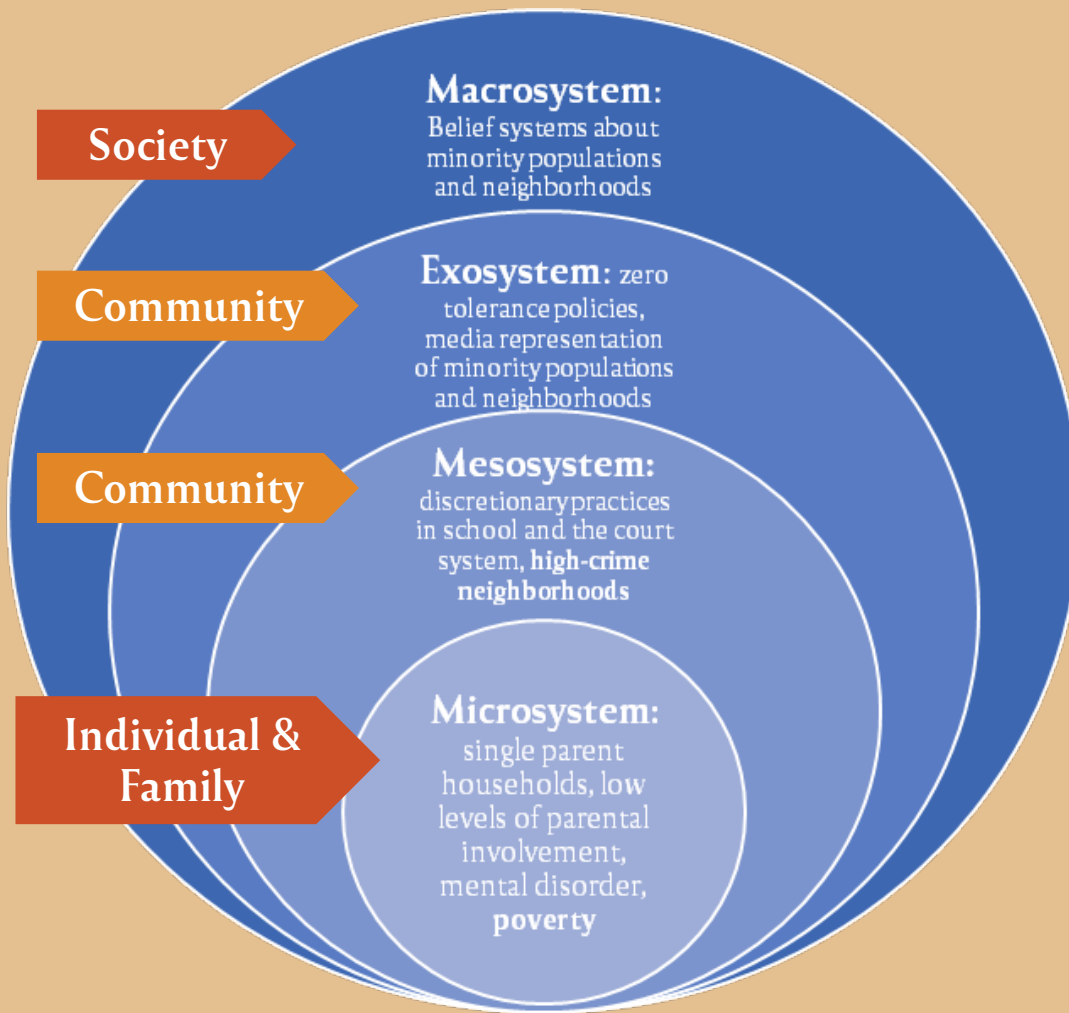 Macrosystem:
Belief systems about
minority populations
and neighborhoods
Society
Exosystem: zero
tolerance policies,
media representation
of minority populations
and neighborhoods
Community
Mesosystem:
discretionary practices
in school and the court
system, high-crime
neighborhoods
Community
Microsystem:
single parent
households, low
levels of parental
involvement,
mental disorder,
poverty
Individual &
Family